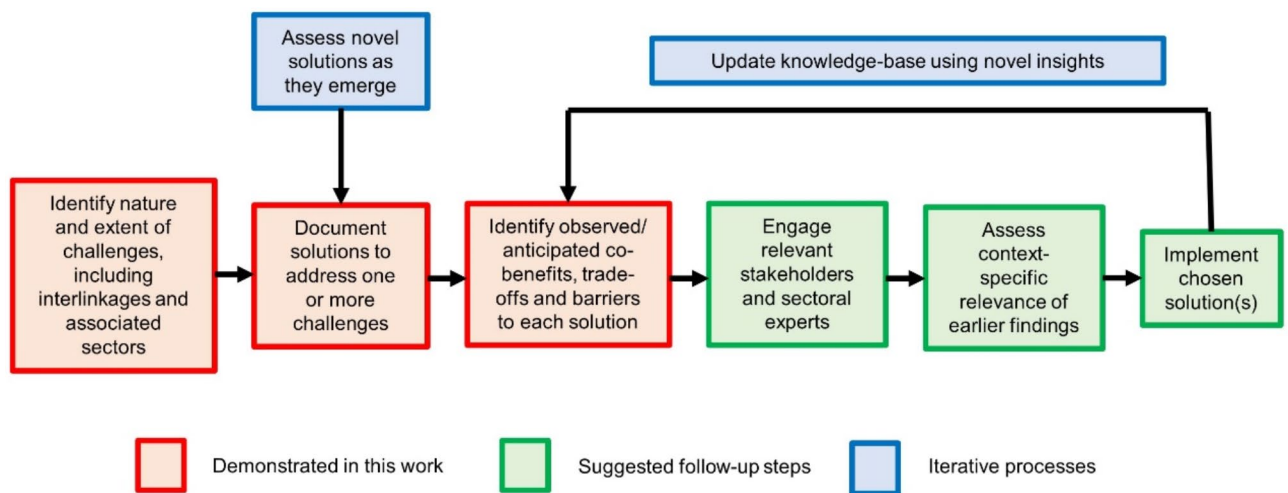 Assess novel
solutions as
they emerge
Update knowledge-base using novel insights
Identify nature
and extent of
challenges,
including
interlinkages and
associated
sectors
Document
solutions to
address one
or more
challenges
Identify observed/
anticipated co-
benefits, trade-
offs and barriers
to each solution
Engage
relevant
stakeholders
and sectoral
experts
Assess
context-
specific
relevance of
earlier findings
Implement
chosen
solution(s)
Demonstrated in this work
Suggested follow-up steps
Iterative processes